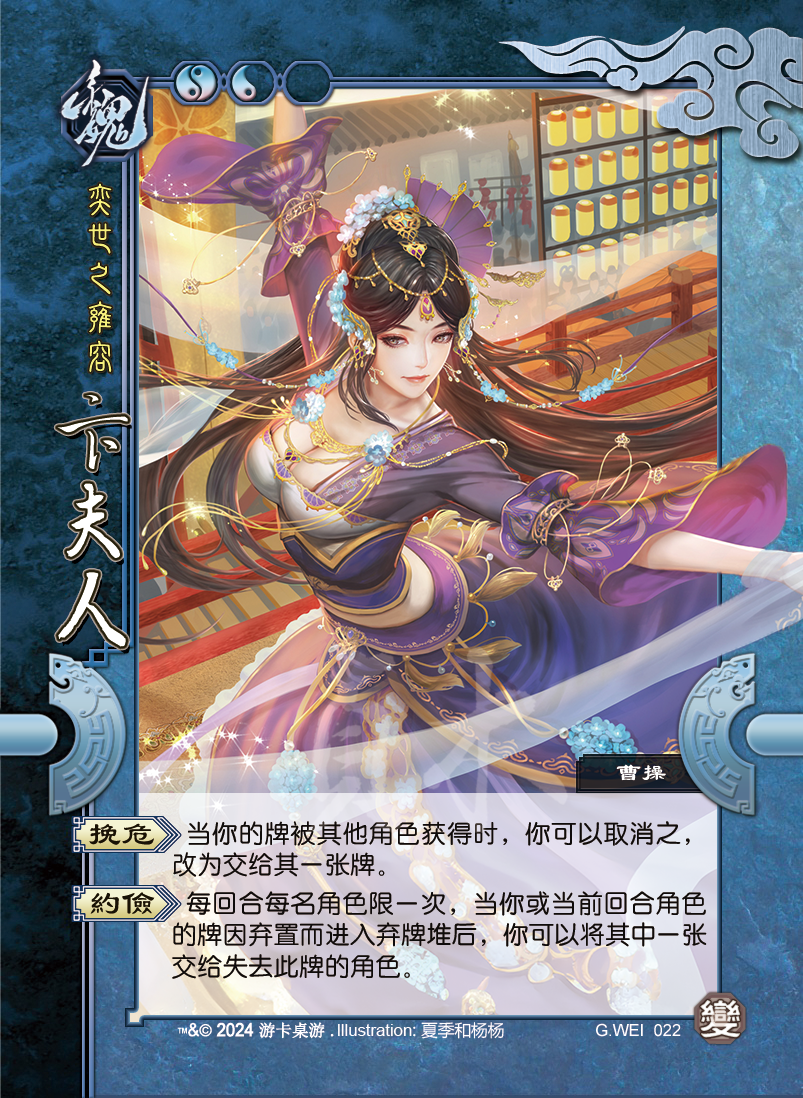 魏
奕世之雍容
卞夫人
曹操
挽危
当你的牌被其他角色获得时，你可以取消之，
改为交给其一张牌。
約儉
每回合每名角色限一次，当你或当前回合角色
的牌因弃置而进入弃牌堆后，你可以将其中一张
交给失去此牌的角色。
™&© 2024 游卡桌游 . Illustration: 夏季和杨杨
G.WEI 022
變